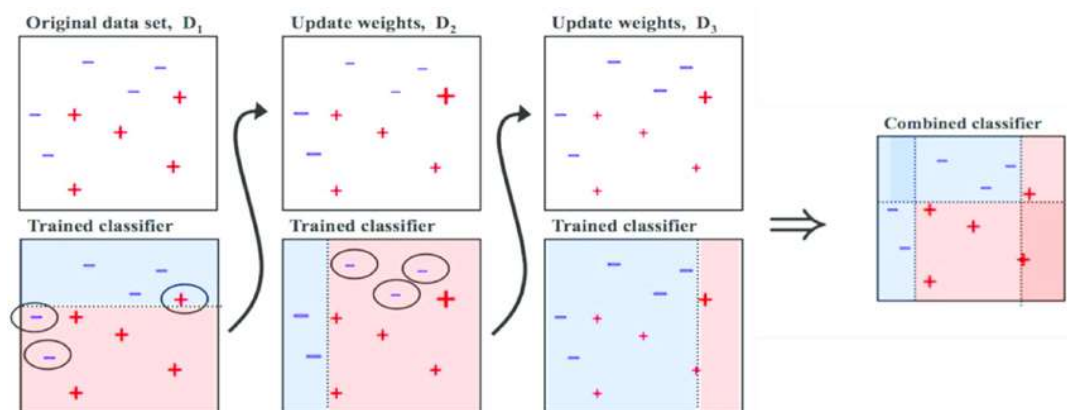 Original data set, D₁
Update weights, D₂
Update weights, D₃
Combined classifier
Trained classifier
Trained classifier
Trained classifier